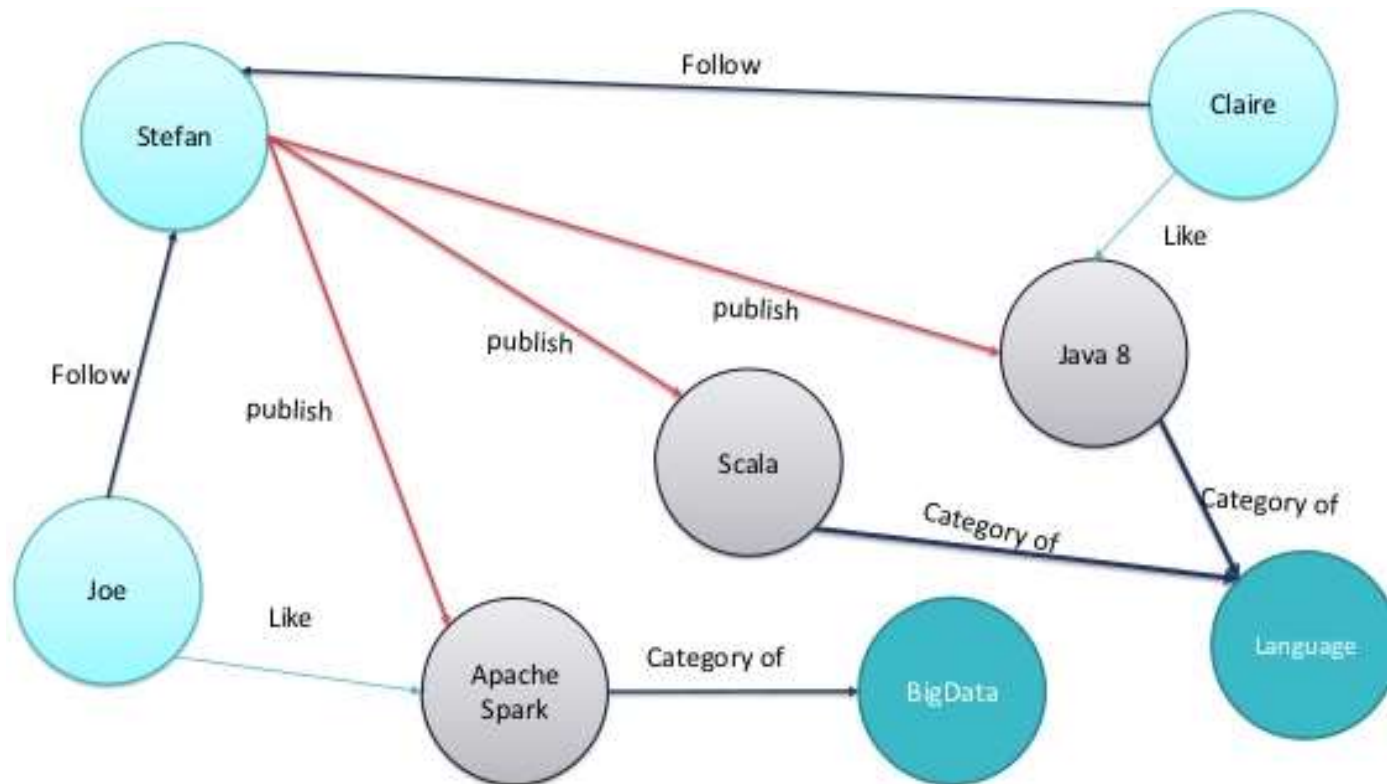 Follow
Claire
Stefan
Like
publish
publish
Java 8
Follow
publish
Scala
Category of
Category of
Joe
Like
Category of
Language
Apache
Spark
BigData